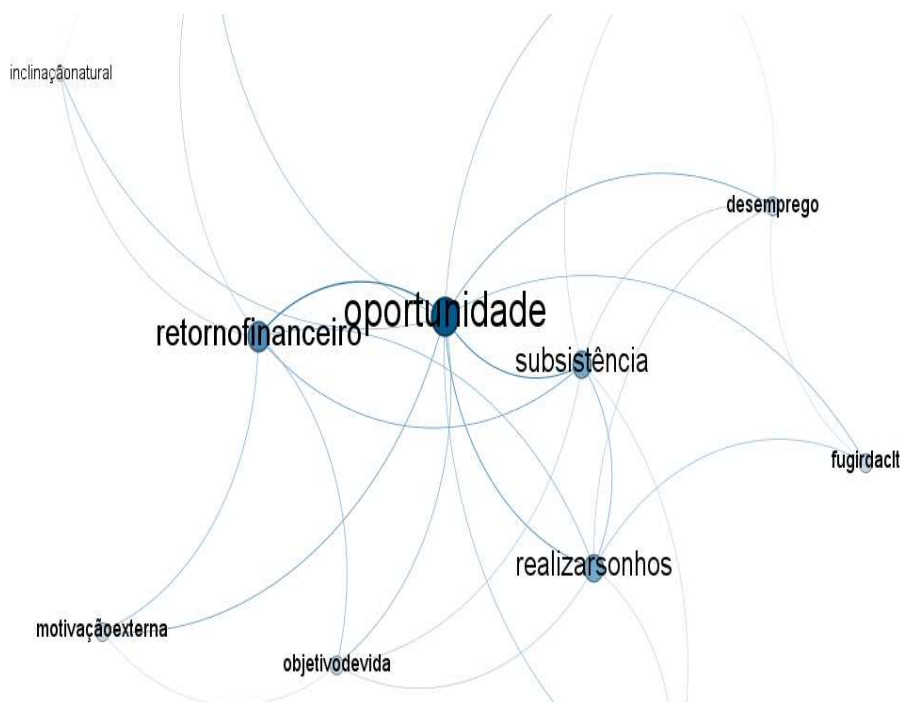 inclinaçãonatural
desemprego
oportunidade
retornofinanceiro
subsistência
fugirdaclt
realizarsonhos
motivaçãoexterna
objetivodevida